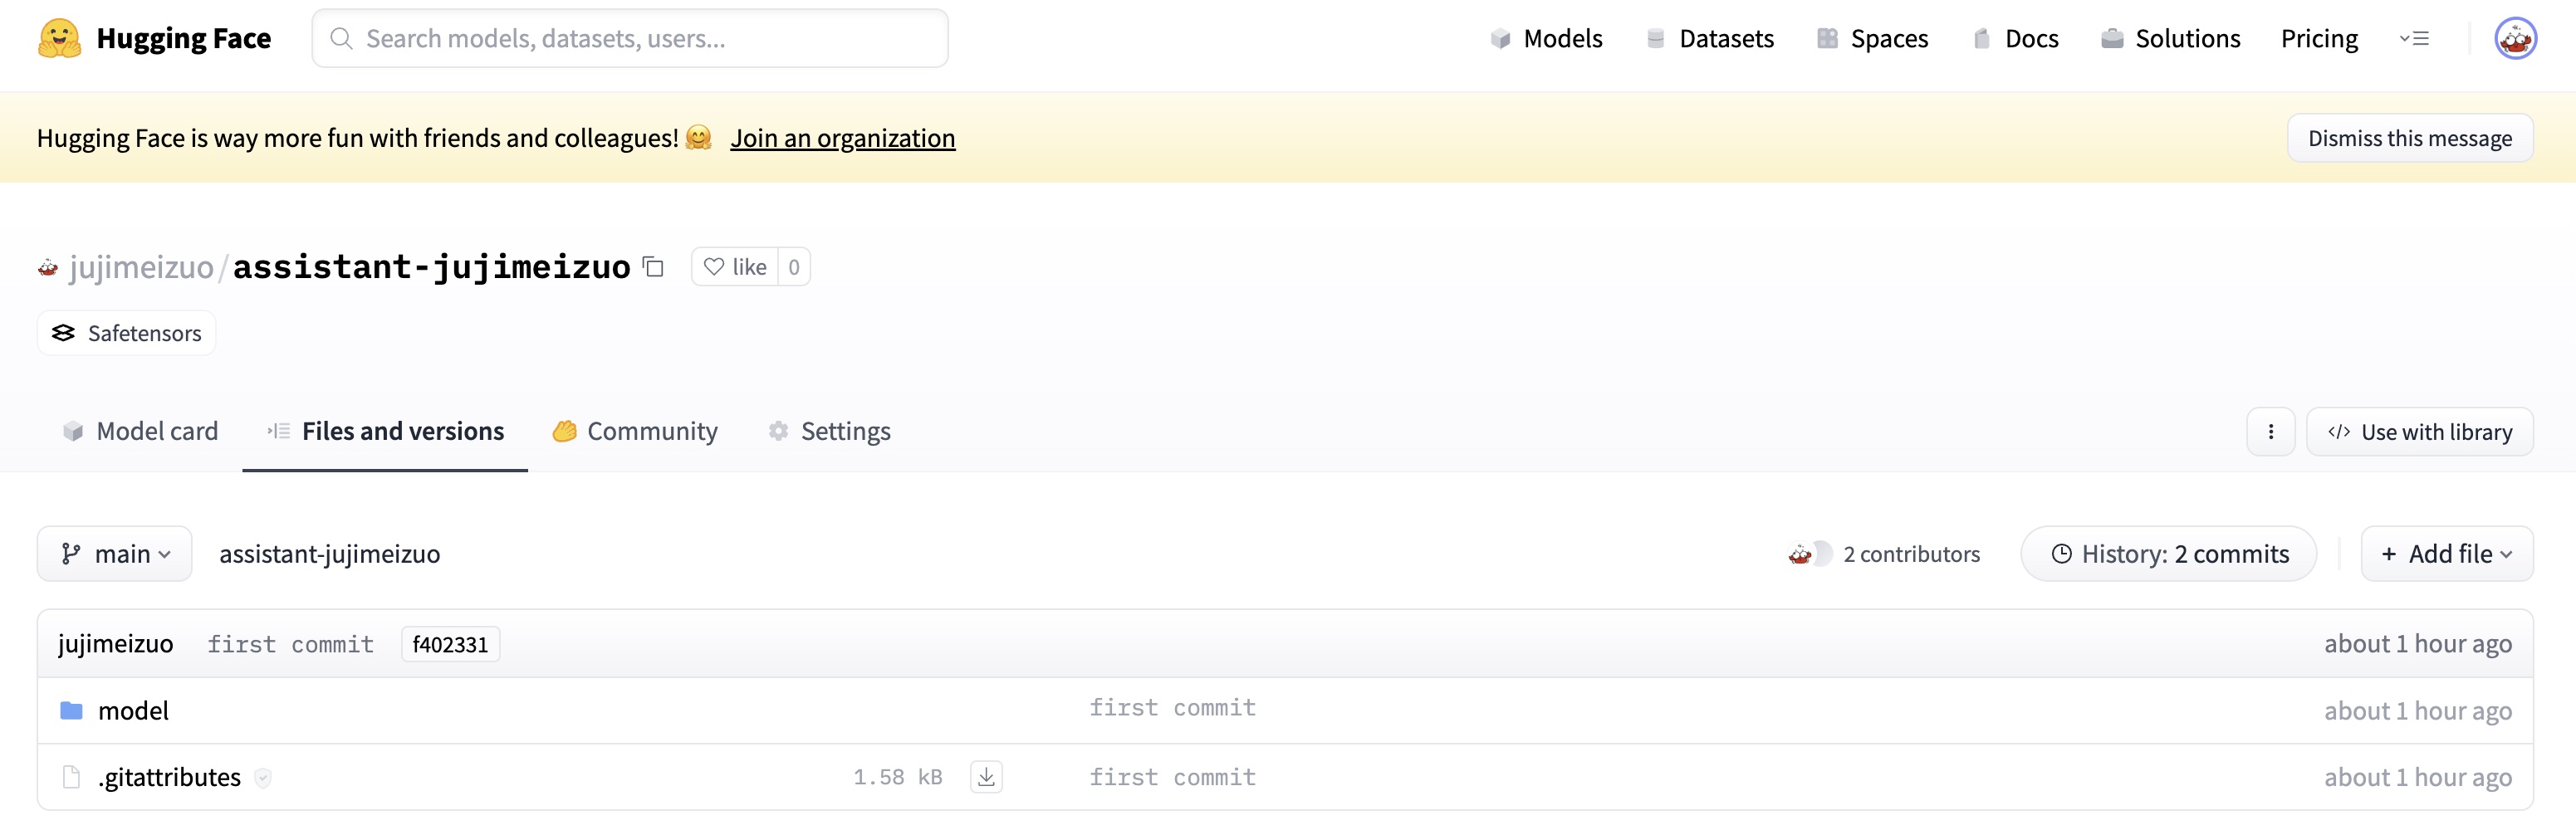 Hugging Face Search models, datasets, users... Models Datasets Spaces Docs Solutions Pricing
Hugging Face is way more fun with friends and colleagues! 🤗 Join an organization Dismiss this message
jujimeizuo/assistant-jujimeizuo like 0
Safetensors
Model card Files and versions Community Settings Use with library
main assistant-jujimeizuo 2 contributors History: 2 commits + Add file
jujimeizuo first commit f402331 about 1 hour ago
model first commit about 1 hour ago
.gitattributes 1.58 kB first commit about 1 hour ago